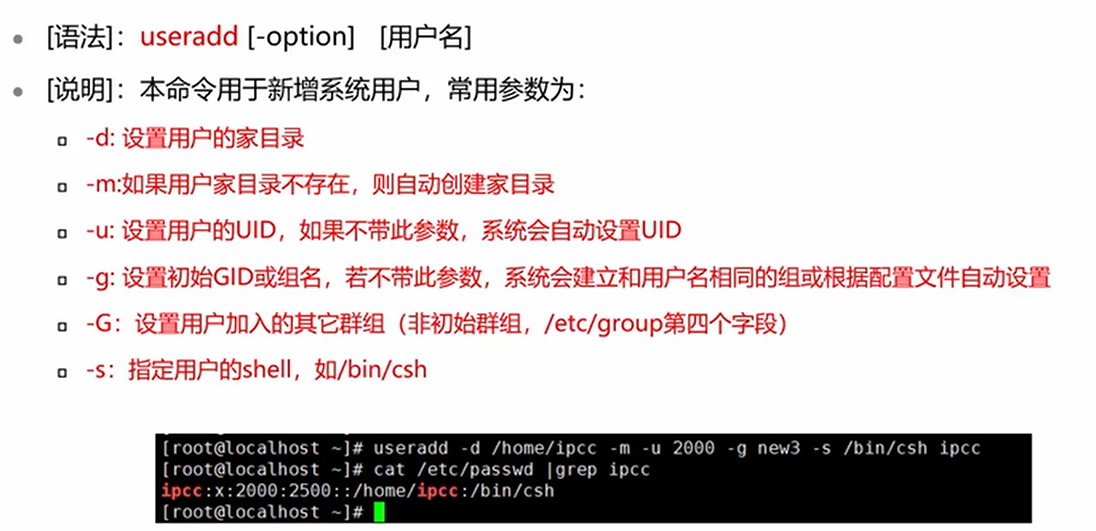 [语法]：useradd [-option] [用户名]
[说明]：本命令用于新增系统用户，常用参数为：
-d: 设置用户的家目录
-m:如果用户家目录不存在，则自动创建家目录
-u: 设置用户的UID，如果不带此参数，系统会自动设置UID
-g: 设置初始GID或组名，若不带此参数，系统会建立和用户名相同的组或根据配置文件自动设置
-G：设置用户加入的其它群组（非初始群组，/etc/group第四个字段）
-s：指定用户的shell，如/bin/csh
[root@localhost ~]# useradd -d /home/ipcc -m -u 2000 -g new3 -s /bin/csh ipcc
[root@localhost ~]# cat /etc/passwd |grep ipcc
ipcc:x:2000:2500::/home/ipcc:/bin/csh
[root@localhost ~]#